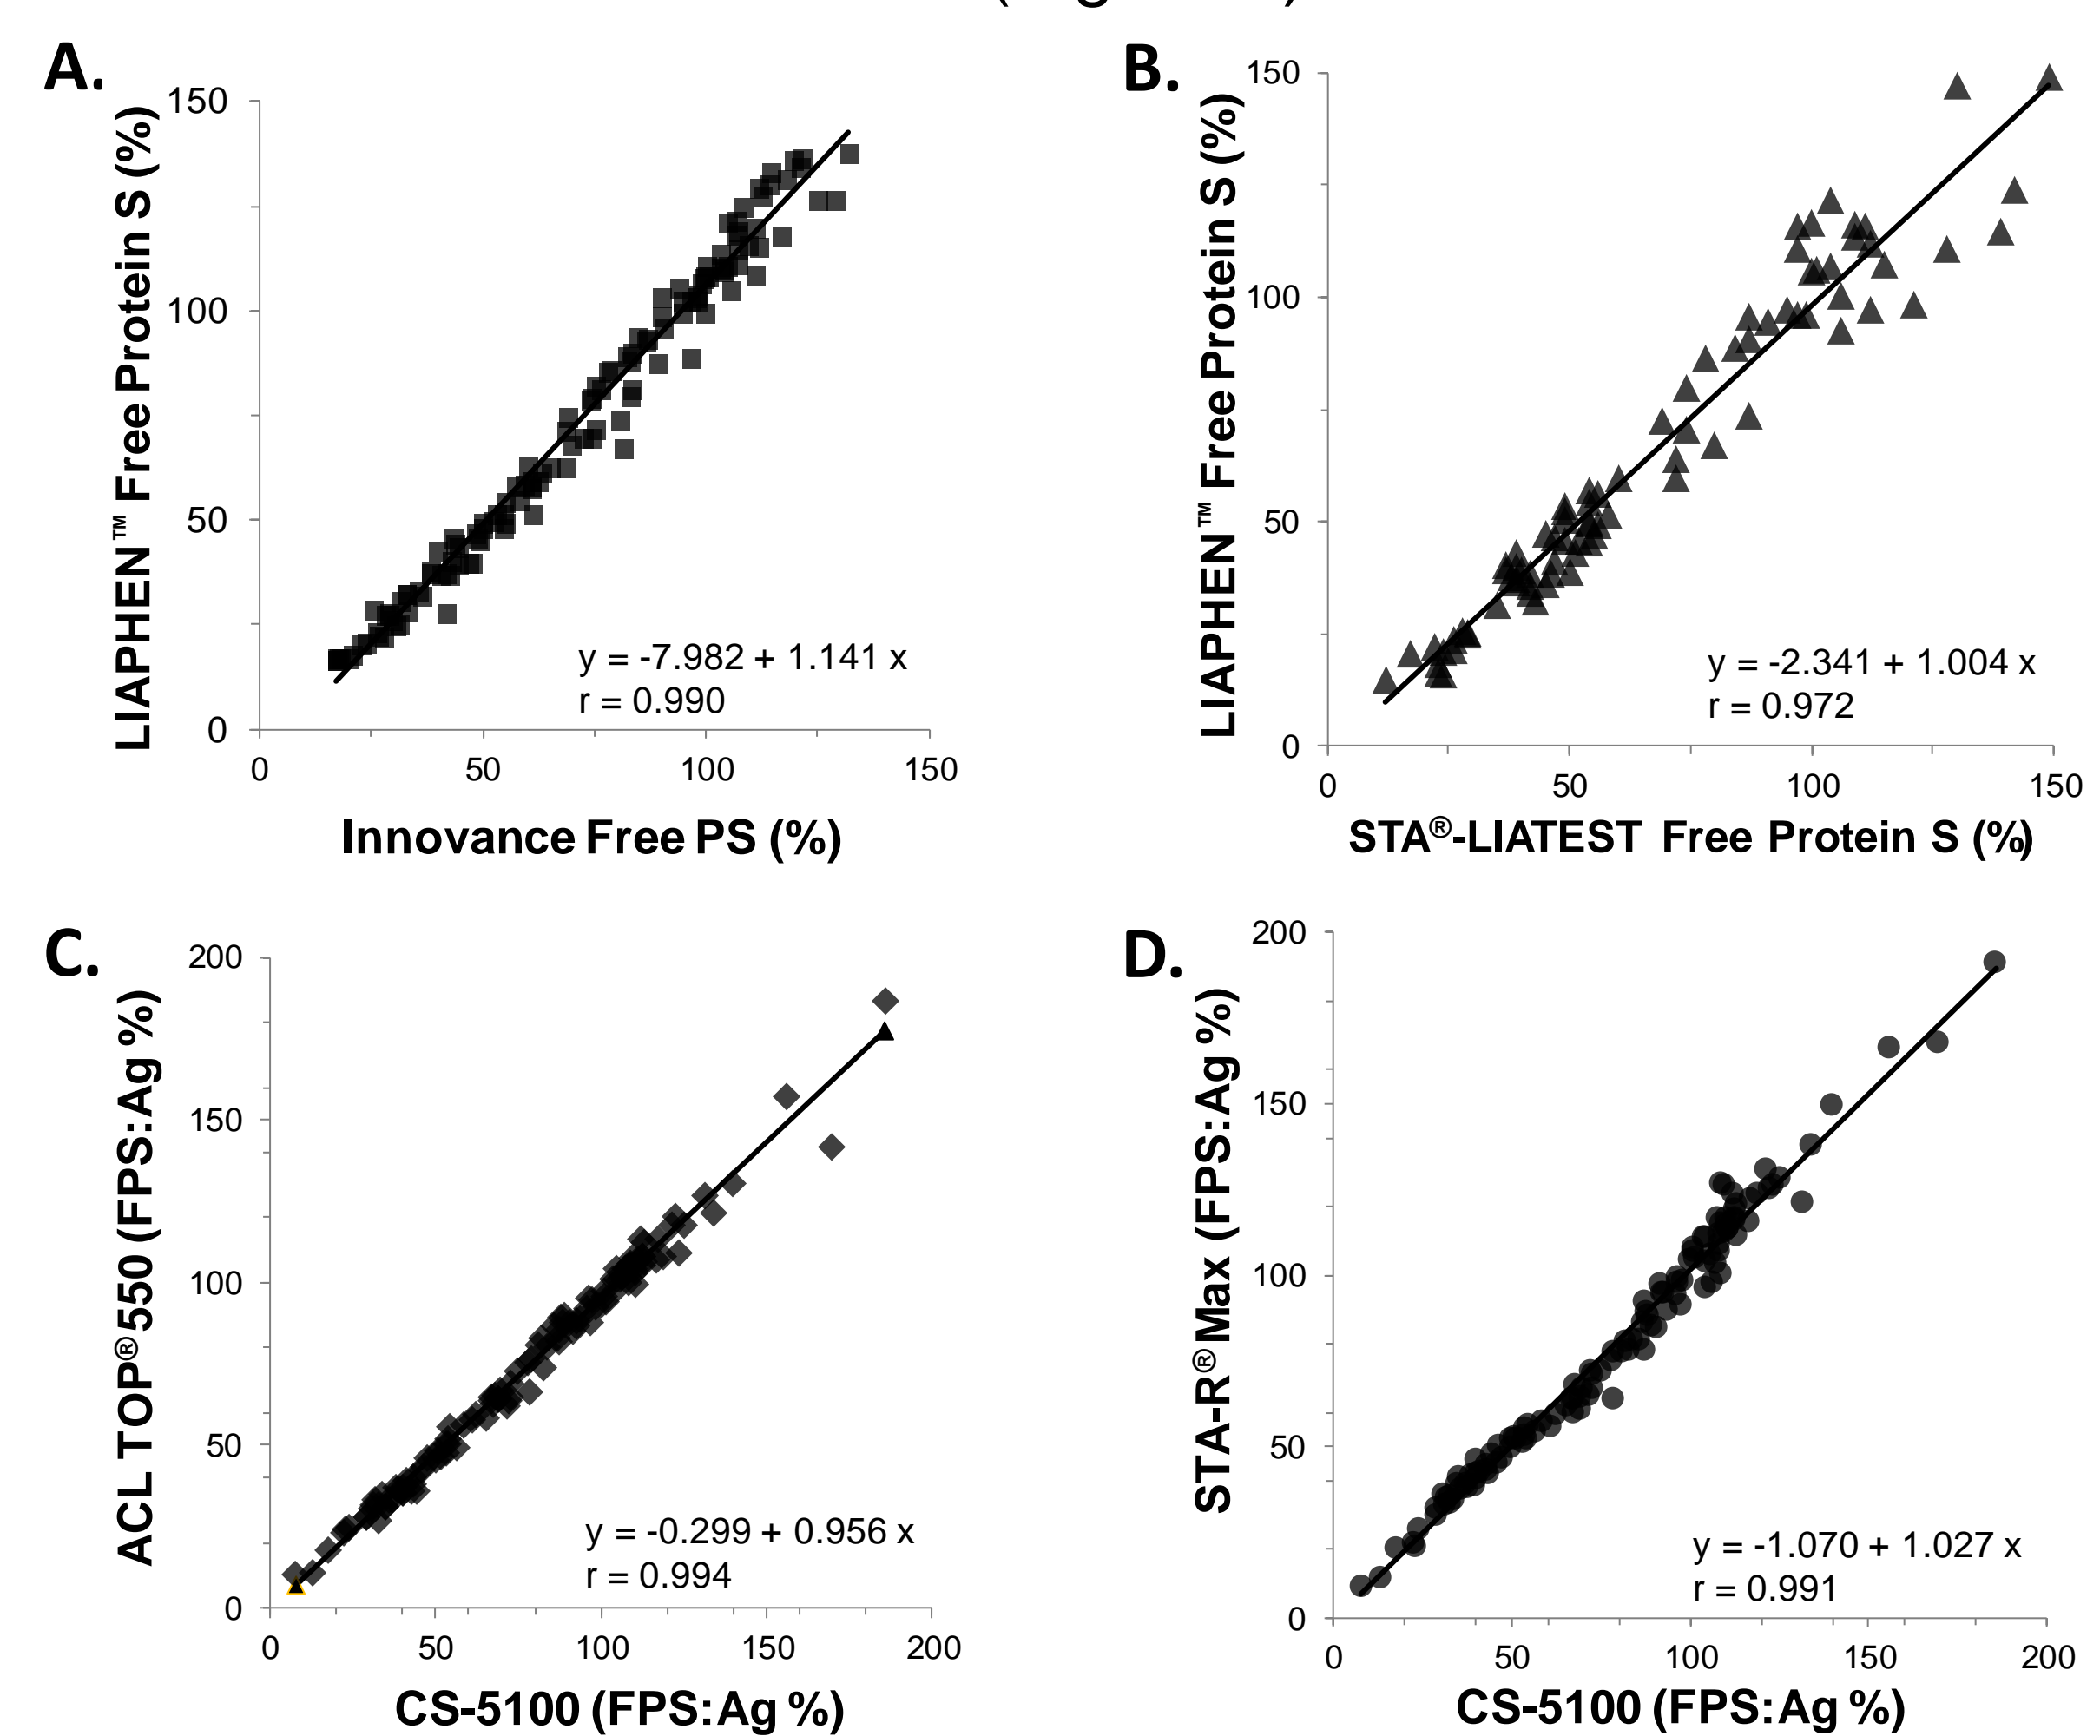 A.
LIAPHEN™ Free Protein S (%)
150
100
50
0
0 50 100 150
y = -7.982 + 1.141 x
r = 0.990
Innovance Free PS (%)
B.
LIAPHEN™ Free Protein S (%)
150
100
50
0
0 50 100 150
y = -2.341 + 1.004 x
r = 0.972
STA®-LIATEST Free Protein S (%)
C.
ACL TOP®550 (FPS:Ag %)
200
150
100
50
0
0 50 100 150 200
y = -0.299 + 0.956 x
r = 0.994
CS-5100 (FPS:Ag %)
D.
STA-R®Max (FPS:Ag %)
200
150
100
50
0
0 50 100 150 200
y = -1.070 + 1.027 x
r = 0.991
CS-5100 (FPS:Ag %)